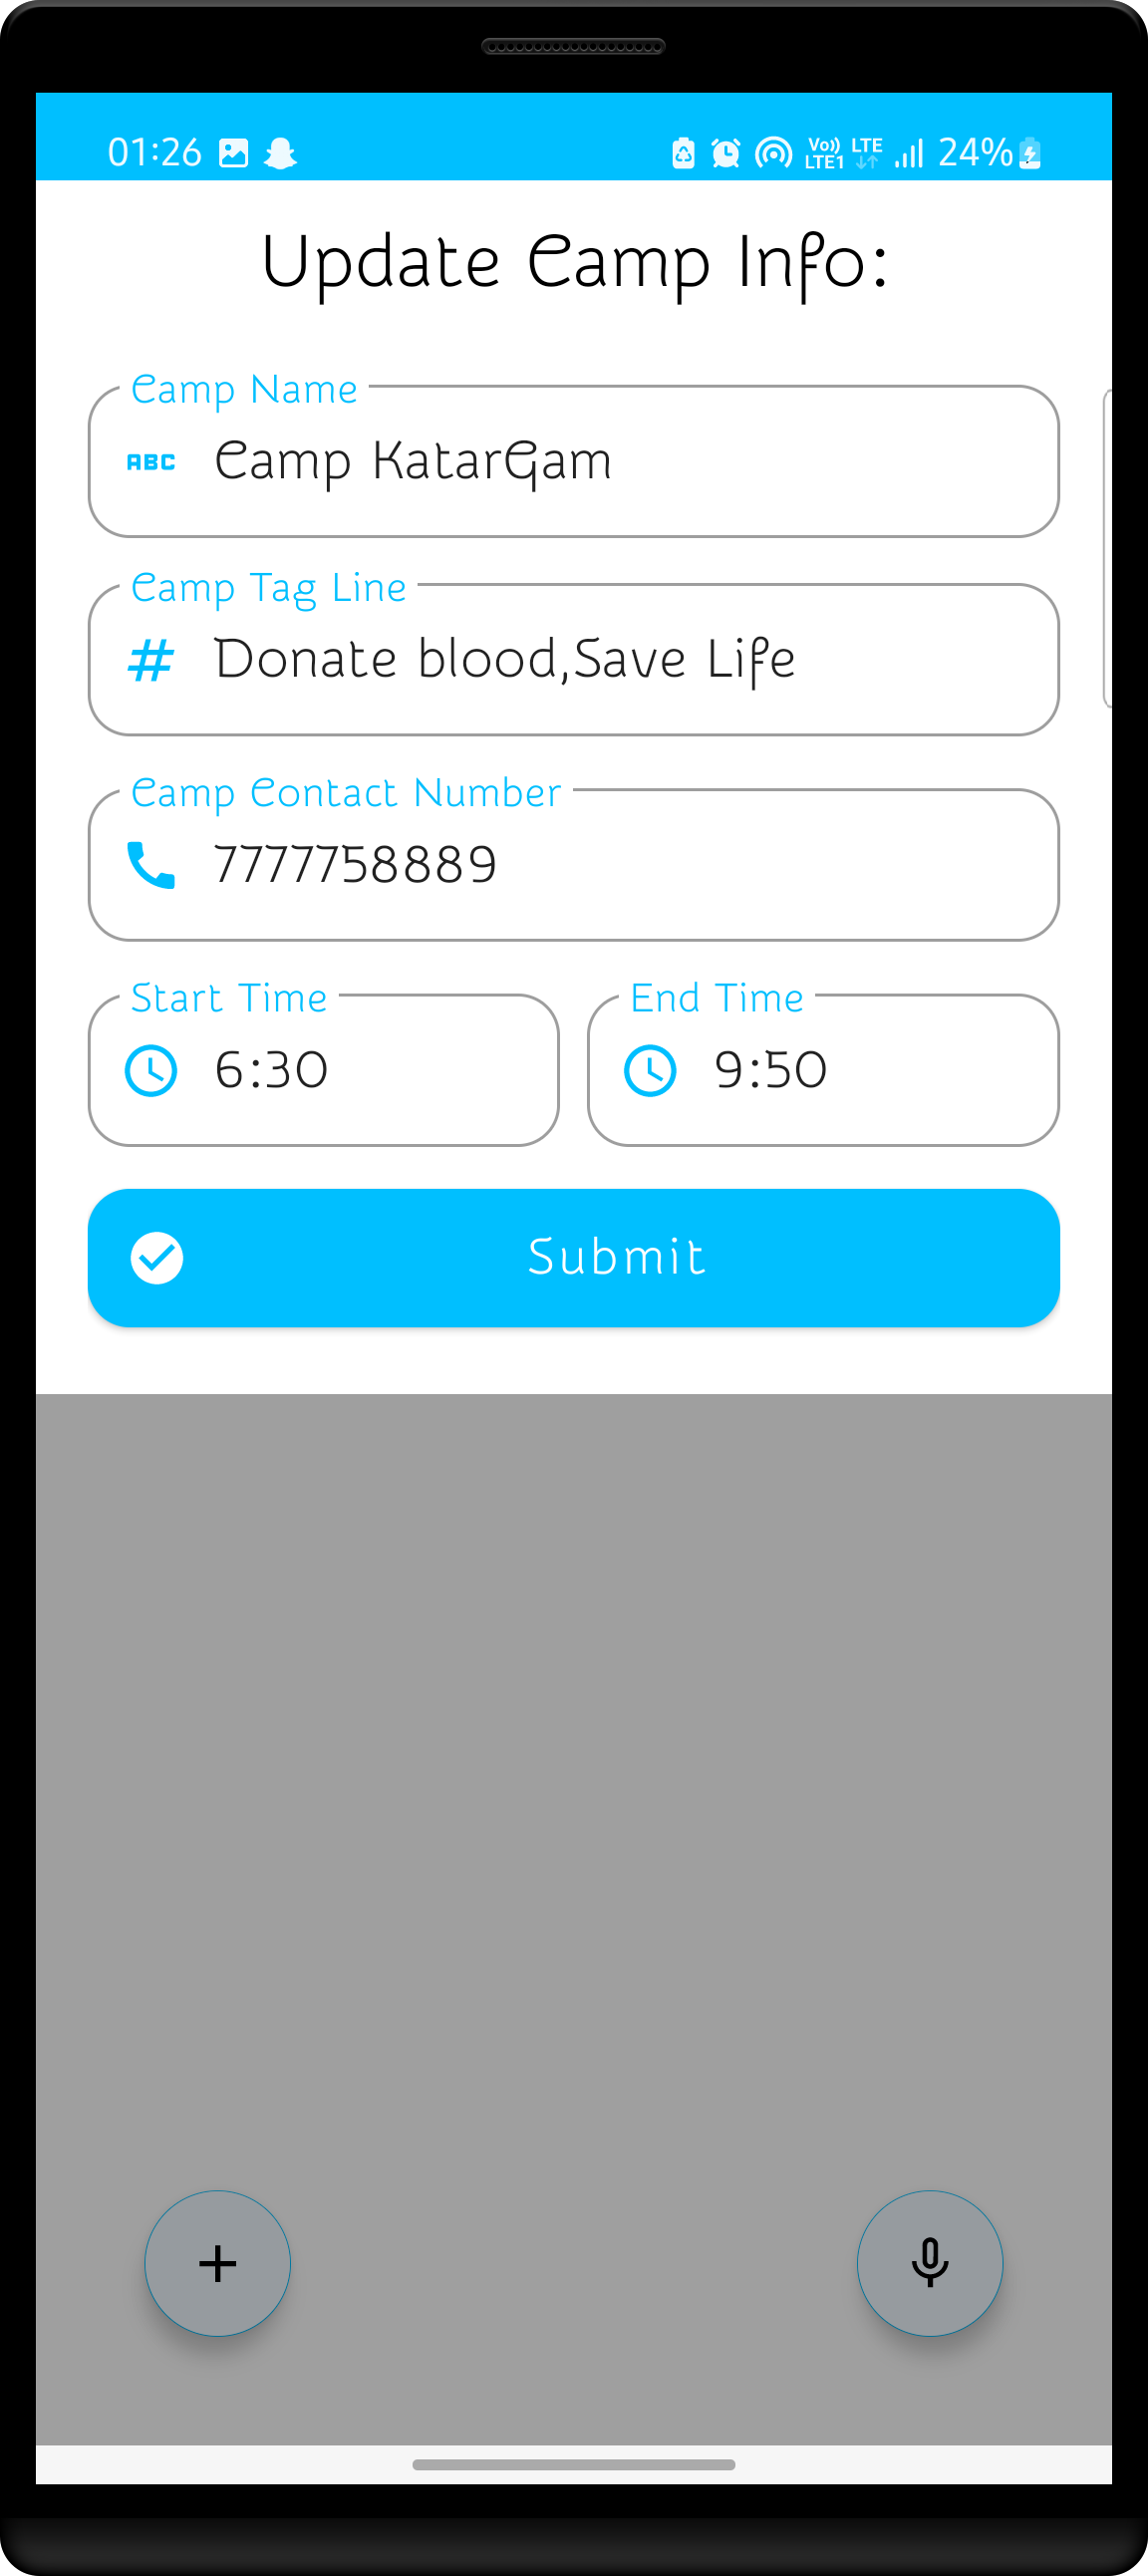 01:26 Vo)) LTE 24%
LTE1
Update Camp Info:
Camp Name
ABC Camp KatarGam
Camp Tag Line
# Donate blood,Save Life
Camp Contact Number
7777758889
Start Time End Time
6:30 9:50
Submit